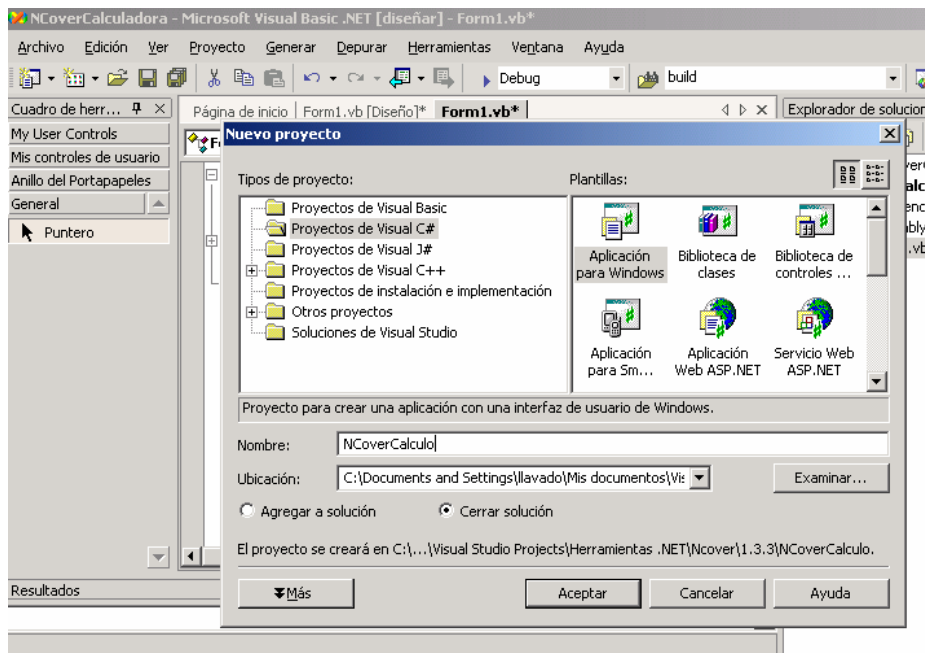 NCoverCalculadora - Microsoft Visual Basic .NET [diseñar] - Form1.vb*
Archivo Edición Ver Proyecto Generar Depurar Herramientas Ventana Ayuda
Debug build
Cuadro de herr...
Página de inicio Form1.vb [Diseño]* Form1.vb*
Explorador de solucion
My User Controls
Mis controles de usuario
Anillo del Portapapeles
General
Puntero
Nuevo proyecto
Tipos de proyecto:
Plantillas:
Proyectos de Visual Basic
Proyectos de Visual C#
Proyectos de Visual J#
Proyectos de Visual C++
Proyectos de instalación e implementación
Otros proyectos
Soluciones de Visual Studio
Aplicación
para Windows
Biblioteca de
clases
Biblioteca de
controles ...
Aplicación
para Sm...
Aplicación
Web ASP.NET
Servicio Web
ASP.NET
Proyecto para crear una aplicación con una interfaz de usuario de Windows.
Nombre: NCoverCalculo
Ubicación: C:\Documents and Settings\llavado\Mis documentos\Vis Examinar...
Agregar a solución Cerrar solución
El proyecto se creará en C:\...\Visual Studio Projects\Herramientas .NET\Ncover\1.3.3\NCoverCalculo.
Más Aceptar Cancelar Ayuda
Resultados